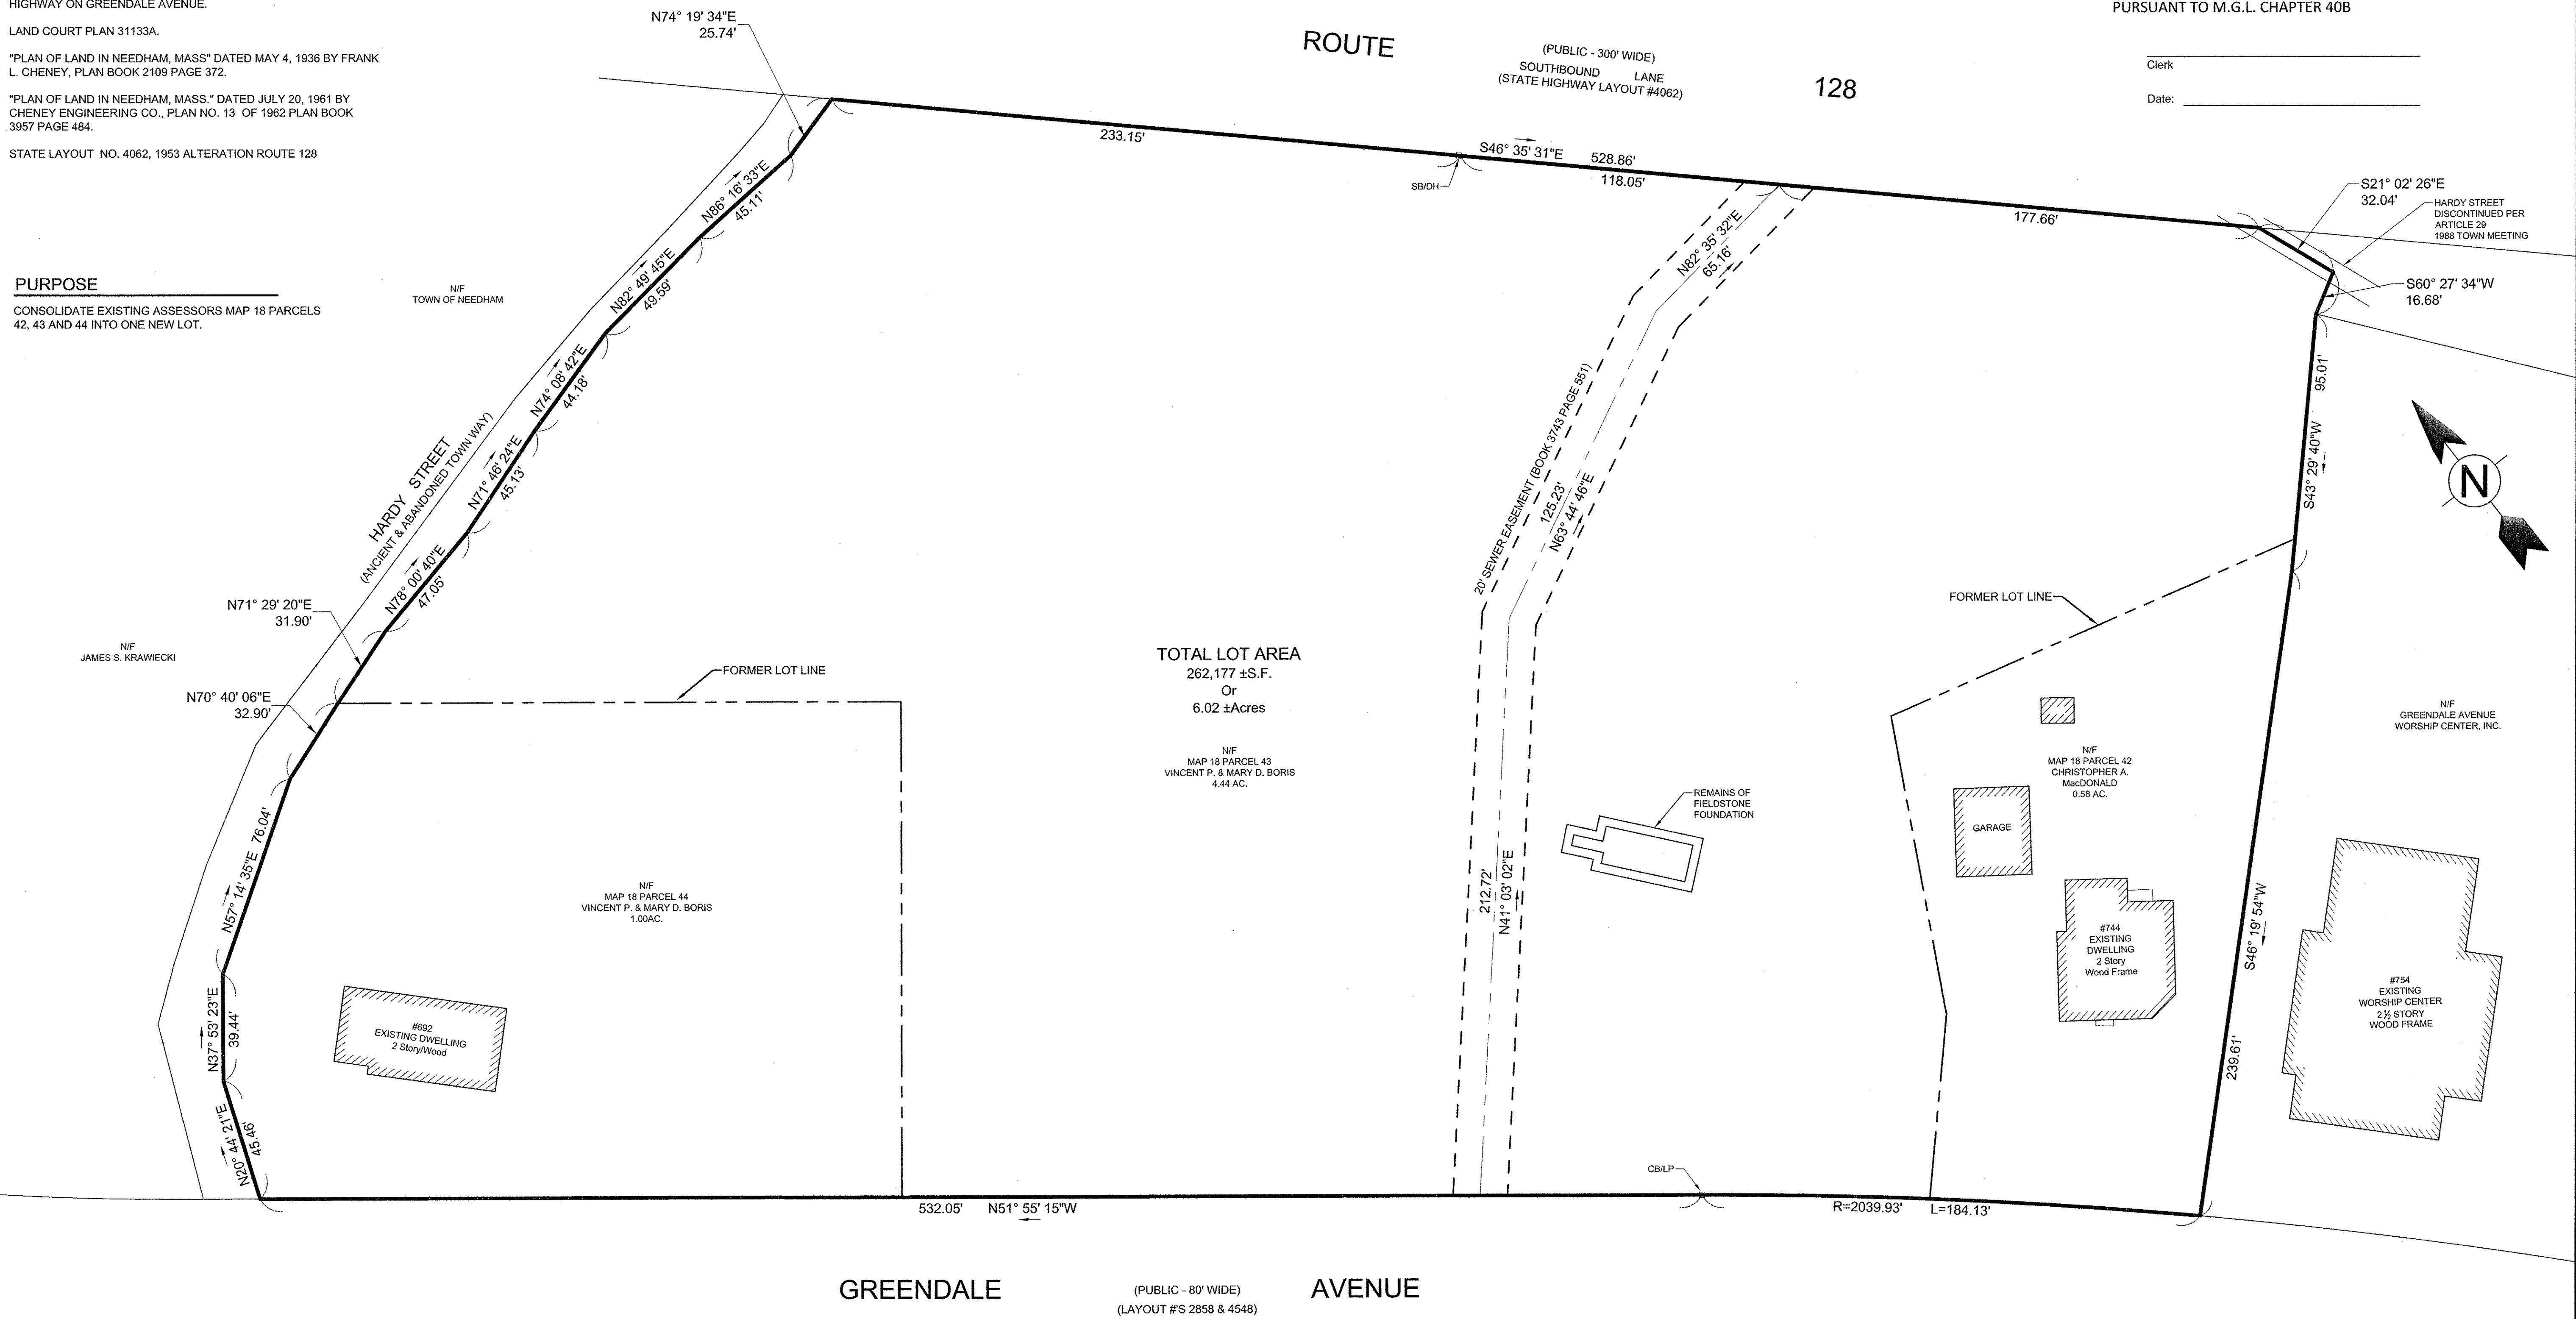 HIGHWAY ON GREENDALE AVENUE.
LAND COURT PLAN 31133A.
"PLAN OF LAND IN NEEDHAM, MASS" DATED MAY 4, 1936 BY FRANK
L. CHENEY, PLAN BOOK 2109 PAGE 372.
"PLAN OF LAND IN NEEDHAM, MASS." DATED JULY 20, 1961 BY
CHENEY ENGINEERING CO., PLAN NO. 13 OF 1962 PLAN BOOK
3957 PAGE 484.
STATE LAYOUT NO. 4062, 1953 ALTERATION ROUTE 128
PURPOSE
CONSOLIDATE EXISTING ASSESSORS MAP 18 PARCELS
42, 43 AND 44 INTO ONE NEW LOT.
PURSUANT TO M.G.L. CHAPTER 40B
Clerk
Date:
ROUTE
(PUBLIC - 300' WIDE)
SOUTHBOUND LANE
(STATE HIGHWAY LAYOUT #4062)
128
N74° 19' 34"E
25.74'
233.15'
S46° 35' 31"E 528.86'
118.05'
SB/DH
177.66'
S21° 02' 26"E
32.04'
HARDY STREET
DISCONTINUED PER
ARTICLE 29
1988 TOWN MEETING
S60° 27' 34"W
16.68'
N86° 16' 33"E
45.11'
N82° 49' 45"E
49.59'
N74° 08' 42"E
44.18'
N71° 46' 24"E
45.13'
N78° 00' 40"E
47.05'
N71° 29' 20"E
31.90'
N70° 40' 06"E
32.90'
N57° 14' 35"E 76.04'
N37° 53' 23"E
39.44'
N20° 44' 21"E
45.46'
HARDY STREET
(ANCIENT & ABANDONED TOWN WAY)
N/F
TOWN OF NEEDHAM
N/F
JAMES S. KRAWIECKI
FORMER LOT LINE
N82° 35' 32"E
65.16'
20' SEWER EASEMENT (BOOK 3743 PAGE 551)
125.23'
N63° 44' 46"E
212.72'
N41° 03' 02"E
TOTAL LOT AREA
262,177 ±S.F.
Or
6.02 ±Acres
N/F
MAP 18 PARCEL 43
VINCENT P. & MARY D. BORIS
4.44 AC.
N/F
MAP 18 PARCEL 44
VINCENT P. & MARY D. BORIS
1.00AC.
#692
EXISTING DWELLING
2 Story/Wood
REMAINS OF
FIELDSTONE
FOUNDATION
FORMER LOT LINE
95.01'
S43° 29' 40"W
N
N/F
MAP 18 PARCEL 42
CHRISTOPHER A.
MacDONALD
0.58 AC.
GARAGE
#744
EXISTING
DWELLING
2 Story
Wood Frame
N/F
GREENDALE AVENUE
WORSHIP CENTER, INC.
S46° 19' 54"W
239.61'
#754
EXISTING
WORSHIP CENTER
2 ½ STORY
WOOD FRAME
CB/LP
532.05' N51° 55' 15"W
R=2039.93' L=184.13'
GREENDALE
(PUBLIC - 80' WIDE)
(LAYOUT #'S 2858 & 4548)
AVENUE